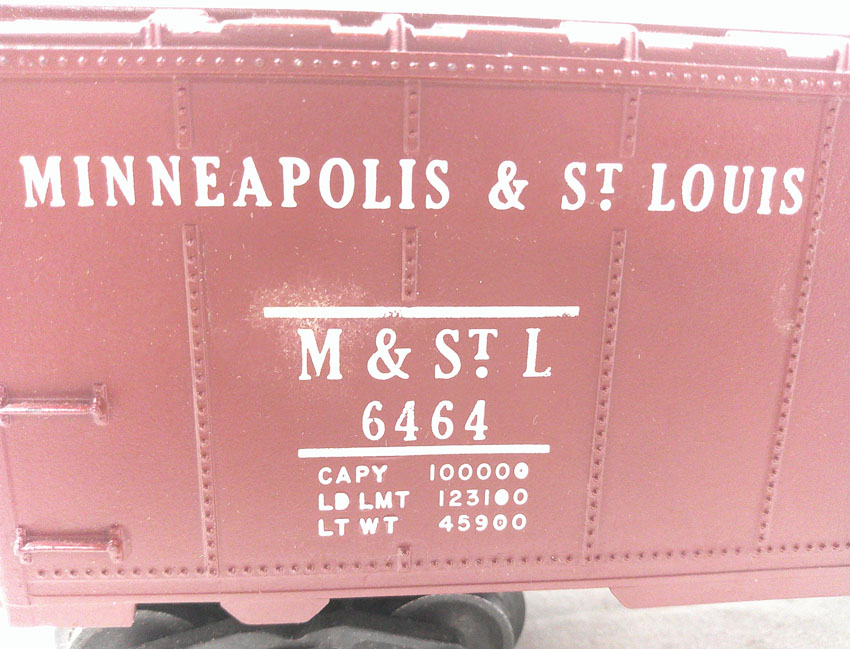 MINNEAPOLIS & ST. LOUIS
M & ST. L
6464
CAPY 100000
LD LMT 123100
LT WT 45900